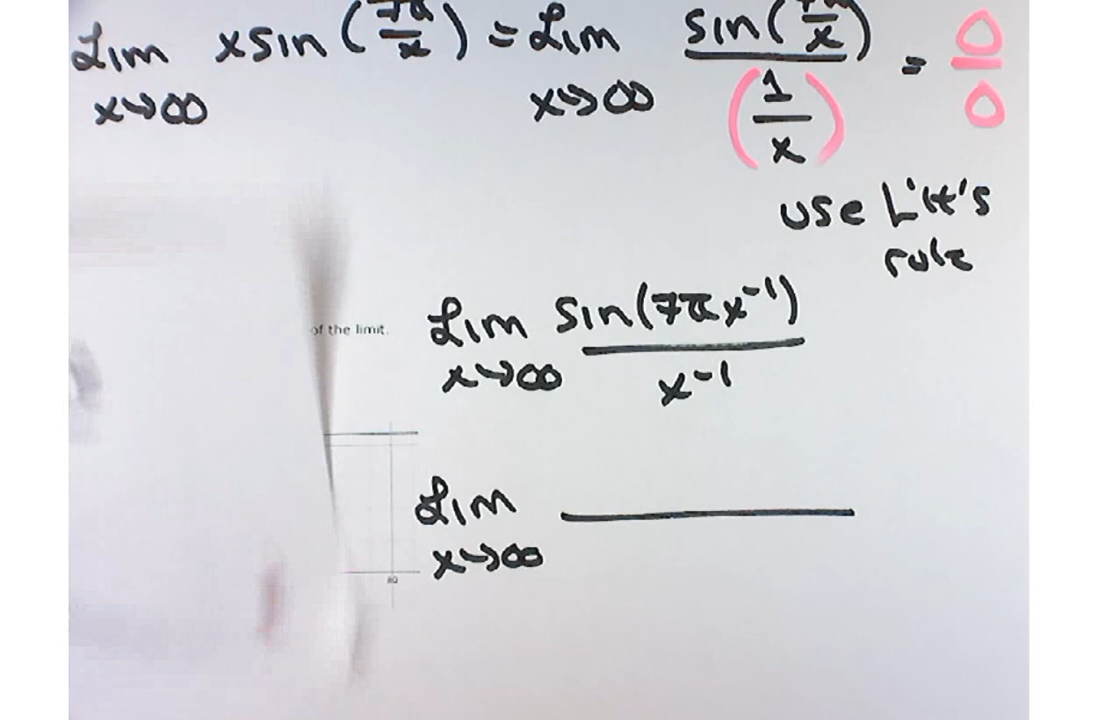 Lim x→∞ x sin(7π/x) = Lim x→∞ sin(7π/x) / (1/x) = 0/0
use L'H's
rule
of the limit.
Lim x→∞ sin(7πx⁻¹) / x⁻¹
Lim x→∞